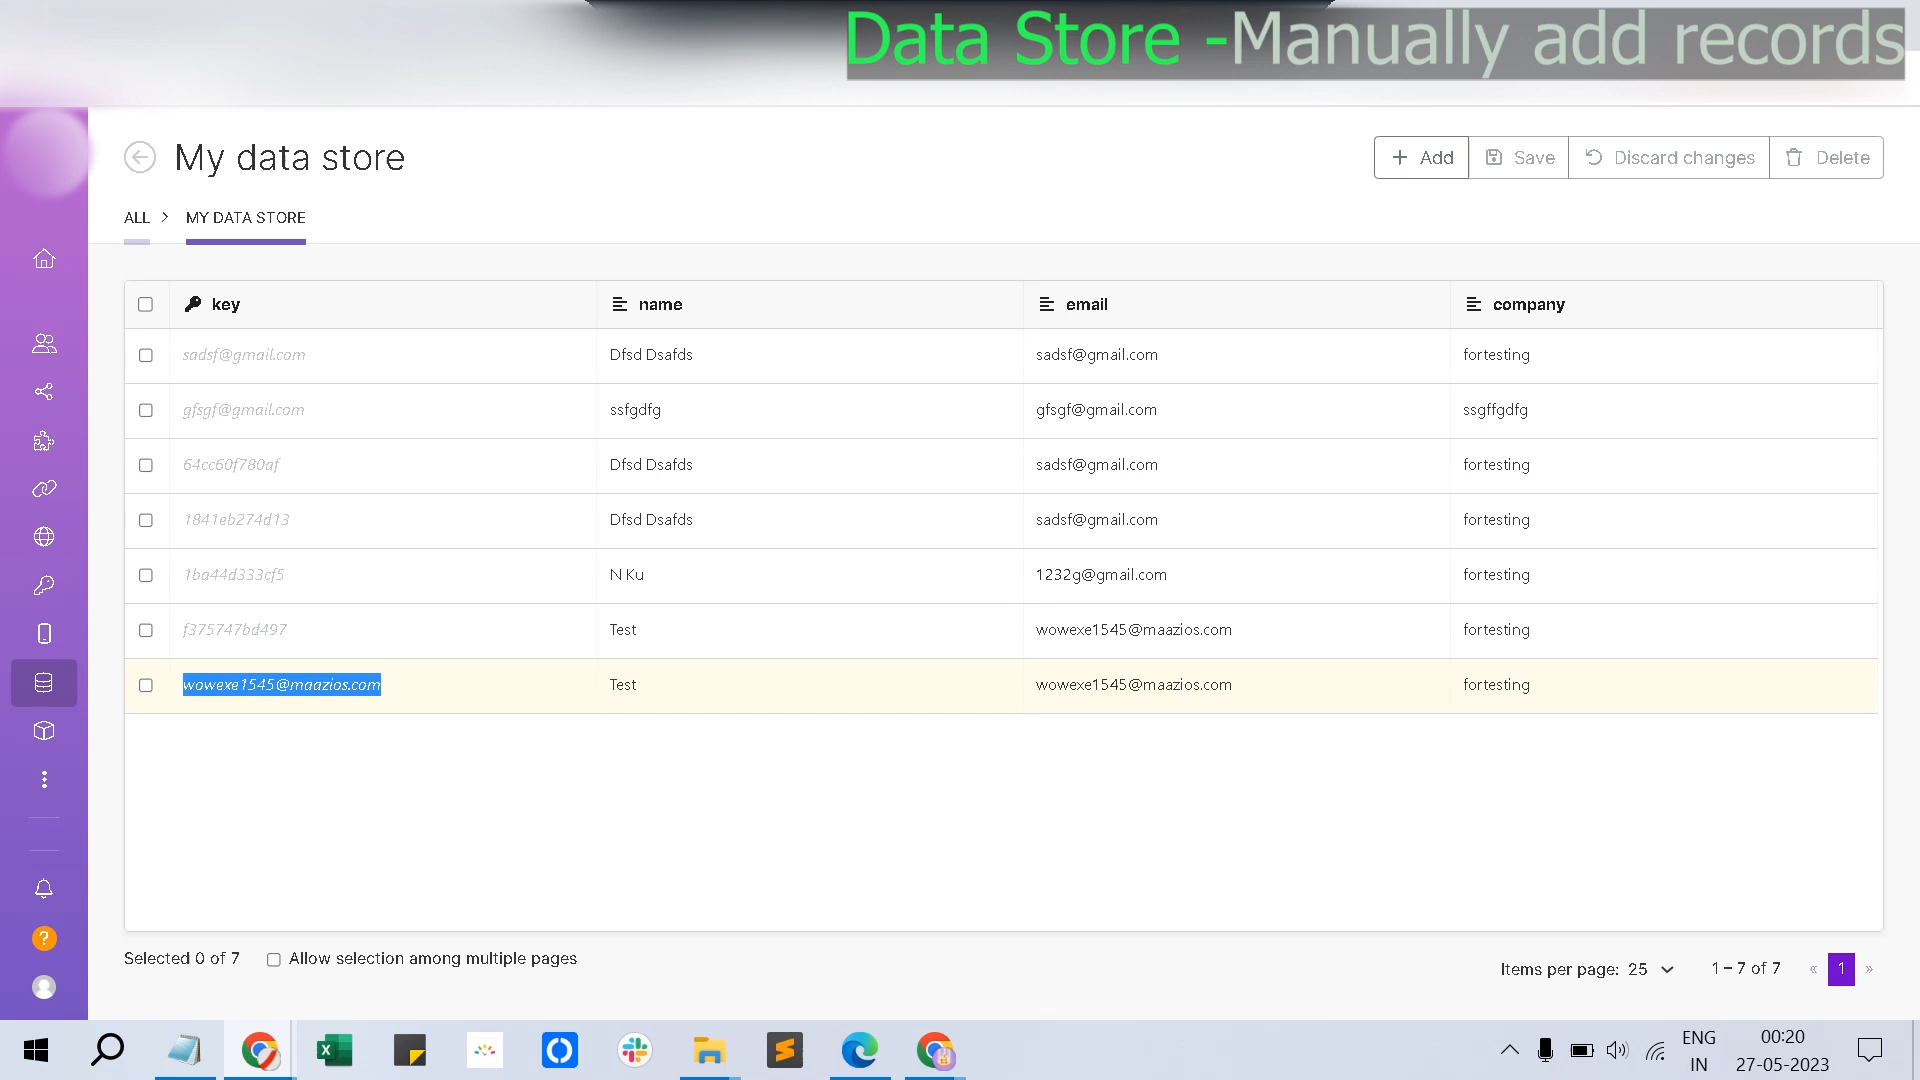 Data Store -Manually add records
My data store
Add
Save
Discard changes
Delete
ALL > MY DATA STORE
key name email company
sadsf@gmail.com Dfsd Dsafds sadsf@gmail.com fortesting
gfsgf@gmail.com ssfgdfg gfsgf@gmail.com ssgffgdfg
64cc60f780af Dfsd Dsafds sadsf@gmail.com fortesting
1841eb274d13 Dfsd Dsafds sadsf@gmail.com fortesting
1ba44d333cf5 N Ku 1232g@gmail.com fortesting
f375747bd497 Test wowexe1545@maazios.com fortesting
wowexe1545@maazios.com Test wowexe1545@maazios.com fortesting
Selected 0 of 7
Allow selection among multiple pages
Items per page: 25
1 – 7 of 7
« 1 »
?
ENG
IN
00:20
27-05-2023